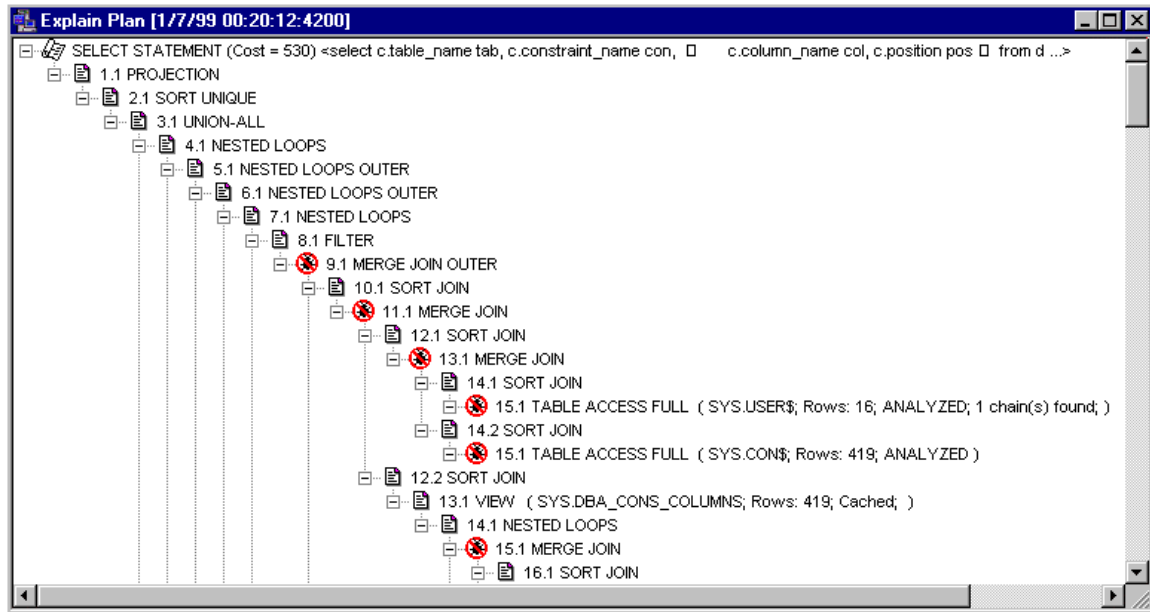 Explain Plan [1/7/99 00:20:12:4200]
SELECT STATEMENT (Cost = 530) <select c.table_name tab, c.constraint_name con, □ c.column_name col, c.position pos □ from d ...>
1.1 PROJECTION
2.1 SORT UNIQUE
3.1 UNION-ALL
4.1 NESTED LOOPS
5.1 NESTED LOOPS OUTER
6.1 NESTED LOOPS OUTER
7.1 NESTED LOOPS
8.1 FILTER
9.1 MERGE JOIN OUTER
10.1 SORT JOIN
11.1 MERGE JOIN
12.1 SORT JOIN
13.1 MERGE JOIN
14.1 SORT JOIN
15.1 TABLE ACCESS FULL ( SYS.USER$; Rows: 16; ANALYZED; 1 chain(s) found; )
14.2 SORT JOIN
15.1 TABLE ACCESS FULL ( SYS.CON$; Rows: 419; ANALYZED )
12.2 SORT JOIN
13.1 VIEW ( SYS.DBA_CONS_COLUMNS; Rows: 419; Cached; )
14.1 NESTED LOOPS
15.1 MERGE JOIN
16.1 SORT JOIN